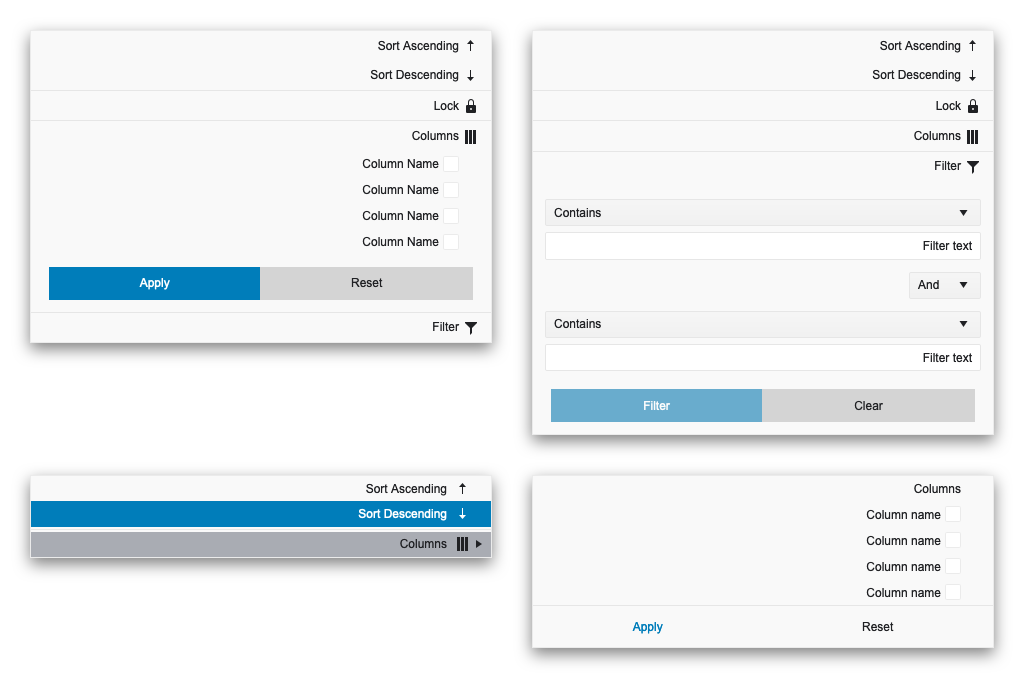 Sort Ascending
Sort Descending
Lock
Columns
Column Name
Column Name
Column Name
Column Name
Apply Reset
Filter
Sort Ascending
Sort Descending
Lock
Columns
Filter
Contains
Filter text
And
Contains
Filter text
Filter Clear
Sort Ascending
Sort Descending
Columns
Columns
Column name
Column name
Column name
Column name
Apply Reset